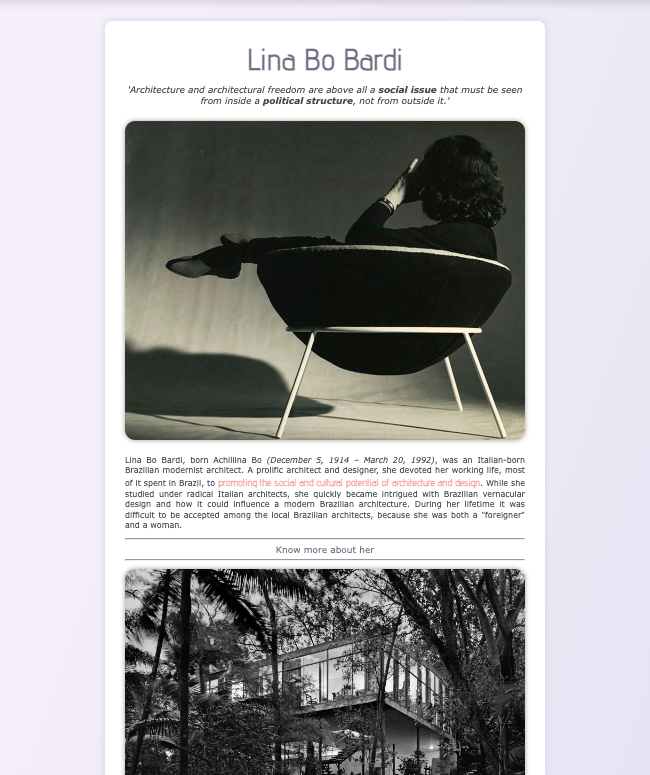 Lina Bo Bardi
'Architecture and architectural freedom are above all a social issue that must be seen
from inside a political structure, not from outside it.'
Lina Bo Bardi, born Achillina Bo (December 5, 1914 – March 20, 1992), was an Italian-born
Brazilian modernist architect. A prolific architect and designer, she devoted her working life, most
of it spent in Brazil, to promoting the social and cultural potential of architecture and design. While she
studied under radical Italian architects, she quickly became intrigued with Brazilian vernacular
design and how it could influence a modern Brazilian architecture. During her lifetime it was
difficult to be accepted among the local Brazilian architects, because she was both a "foreigner"
and a woman.
Know more about her